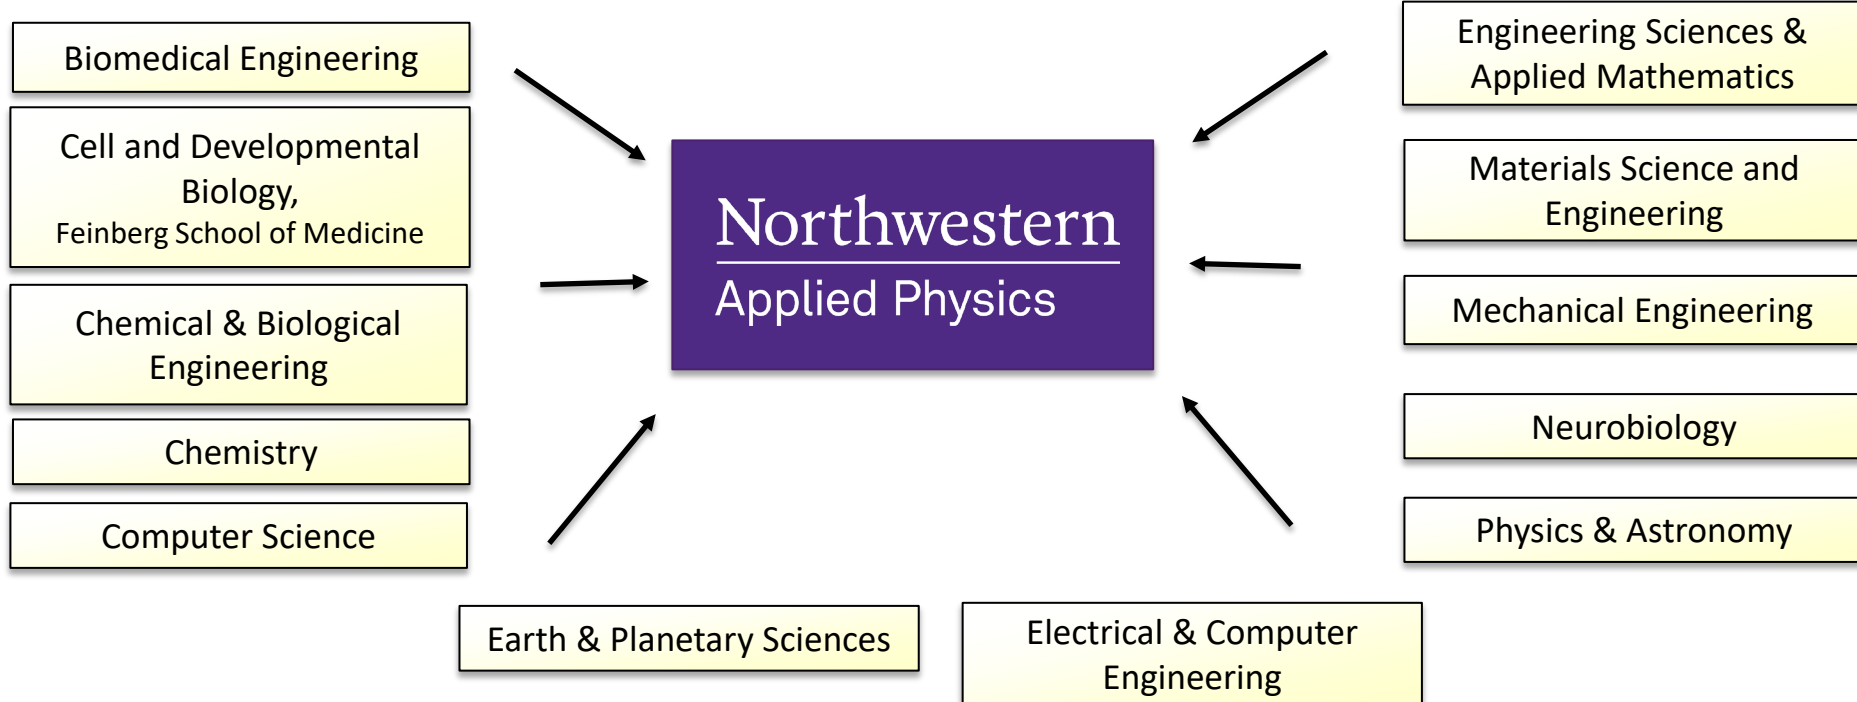 Biomedical Engineering
Cell and Developmental
Biology,
Feinberg School of Medicine
Chemical & Biological
Engineering
Chemistry
Computer Science
Earth & Planetary Sciences
Northwestern
Applied Physics
Electrical & Computer
Engineering
Engineering Sciences &
Applied Mathematics
Materials Science and
Engineering
Mechanical Engineering
Neurobiology
Physics & Astronomy